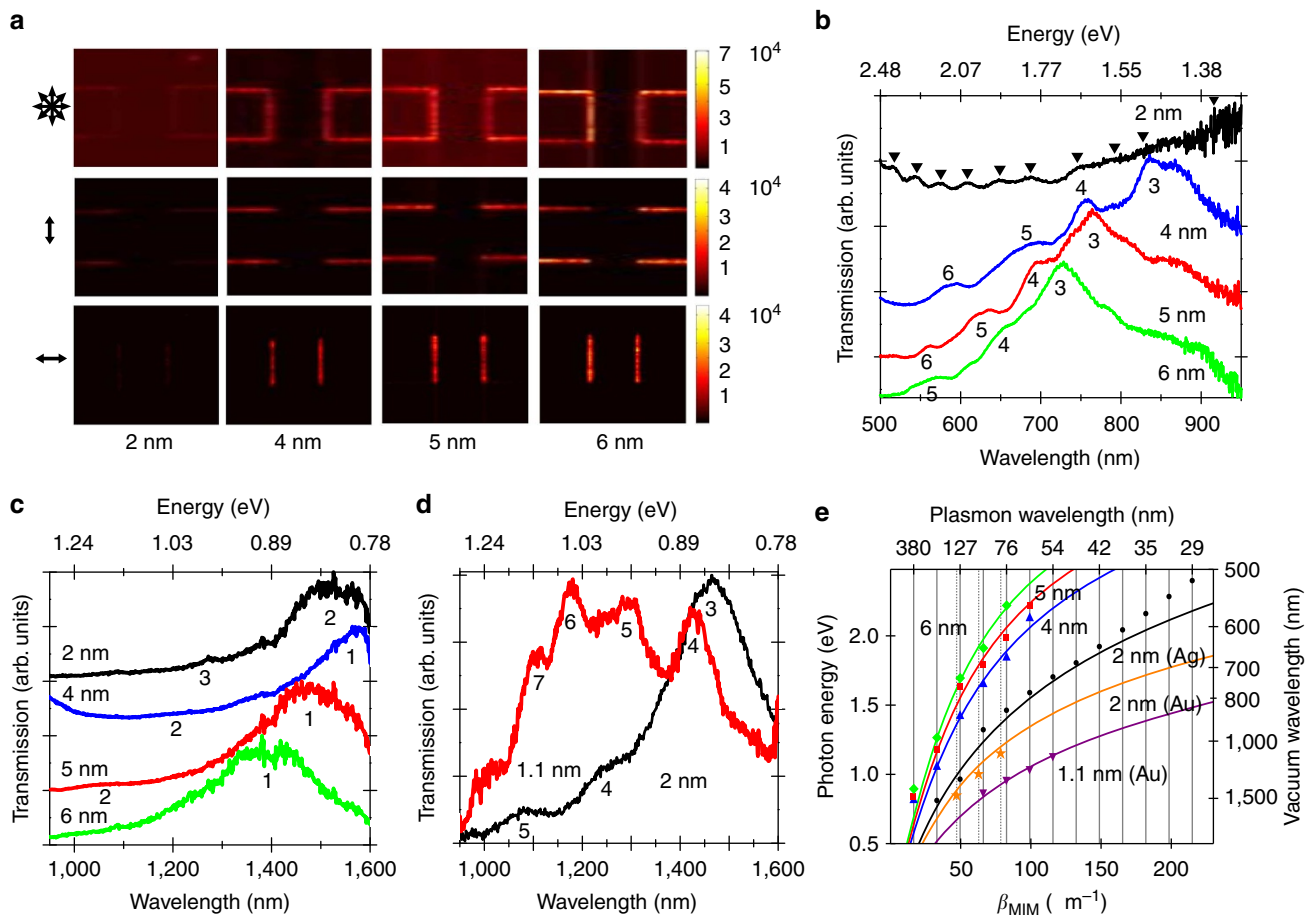 a
7 10⁴
5
3
1
4 10⁴
3
2
1
4 10⁴
3
2
1
2 nm 4 nm 5 nm 6 nm
b
Energy (eV)
2.48 2.07 1.77 1.55 1.38
Transmission (arb. units)
2 nm
4 3
5
6
4 nm
3
4
5
6
5 nm
3
4
5
6 nm
500 600 700 800 900
Wavelength (nm)
c
Energy (eV)
1.24 1.03 0.89 0.78
Transmission (arb. units)
2 nm 3 2
4 nm 2 1
5 nm 2 1
6 nm 1
1,000 1,200 1,400 1,600
Wavelength (nm)
d
Energy (eV)
1.24 1.03 0.89 0.78
Transmission (arb. units)
7 6 5 4
1.1 nm
3
4
5
2 nm
1,000 1,200 1,400 1,600
Wavelength (nm)
e
Plasmon wavelength (nm)
380 127 76 54 42 35 29
Photon energy (eV)
2.0
1.5
1.0
0.5
6 nm
5 nm
4 nm
2 nm (Ag)
2 nm (Au)
1.1 nm (Au)
500
600
700
800
1,000
1,500
Vacuum wavelength (nm)
50 100 150 200
β_MIM ( m⁻¹)